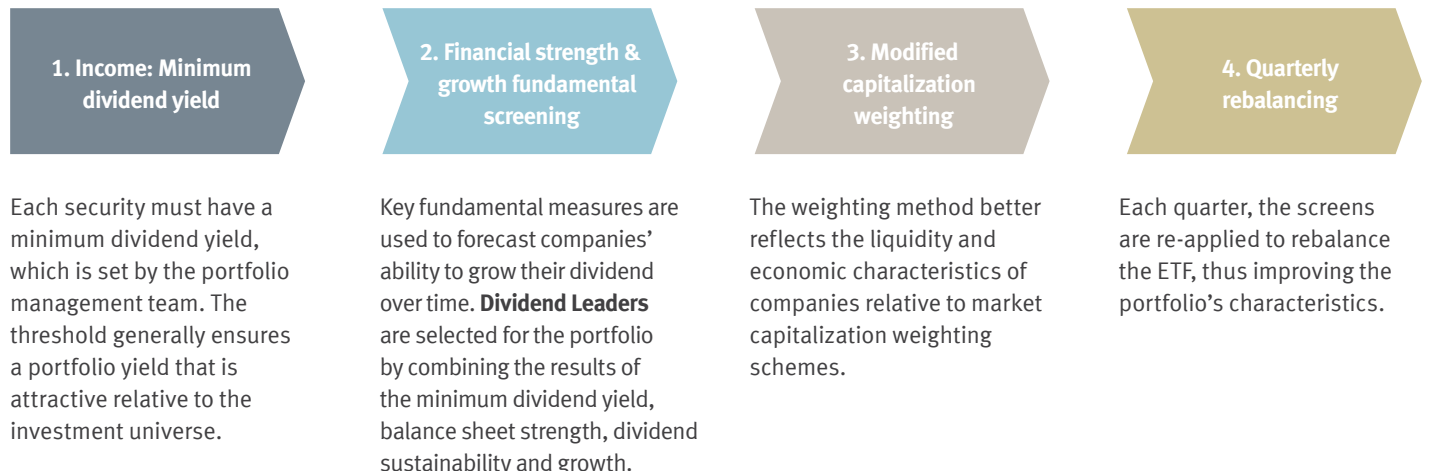 1. Income: Minimum
dividend yield
2. Financial strength &
growth fundamental
screening
3. Modified
capitalization
weighting
4. Quarterly
rebalancing
Each security must have a
minimum dividend yield,
which is set by the portfolio
management team. The
threshold generally ensures
a portfolio yield that is
attractive relative to the
investment universe.
Key fundamental measures are
used to forecast companies’
ability to grow their dividend
over time. Dividend Leaders
are selected for the portfolio
by combining the results of
the minimum dividend yield,
balance sheet strength, dividend
sustainability and growth.
The weighting method better
reflects the liquidity and
economic characteristics of
companies relative to market
capitalization weighting
schemes.
Each quarter, the screens
are re-applied to rebalance
the ETF, thus improving the
portfolio’s characteristics.